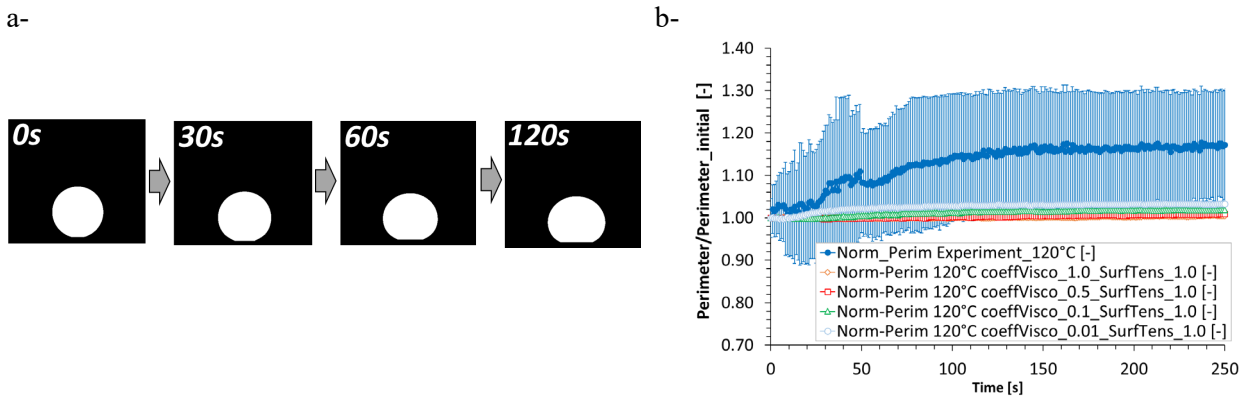 a-
b-
0s
30s
60s
120s
Perimeter/Perimeter_initial [-]
1.40
1.30
1.20
1.10
1.00
0.90
0.80
0.70
Norm_Perim Experiment_120°C [-]
Norm-Perim 120°C coeffVisco_1.0_SurfTens_1.0 [-]
Norm-Perim 120°C coeffVisco_0.5_SurfTens_1.0 [-]
Norm-Perim 120°C coeffVisco_0.1_SurfTens_1.0 [-]
Norm-Perim 120°C coeffVisco_0.01_SurfTens_1.0 [-]
0
50
100
150
200
250
Time [s]